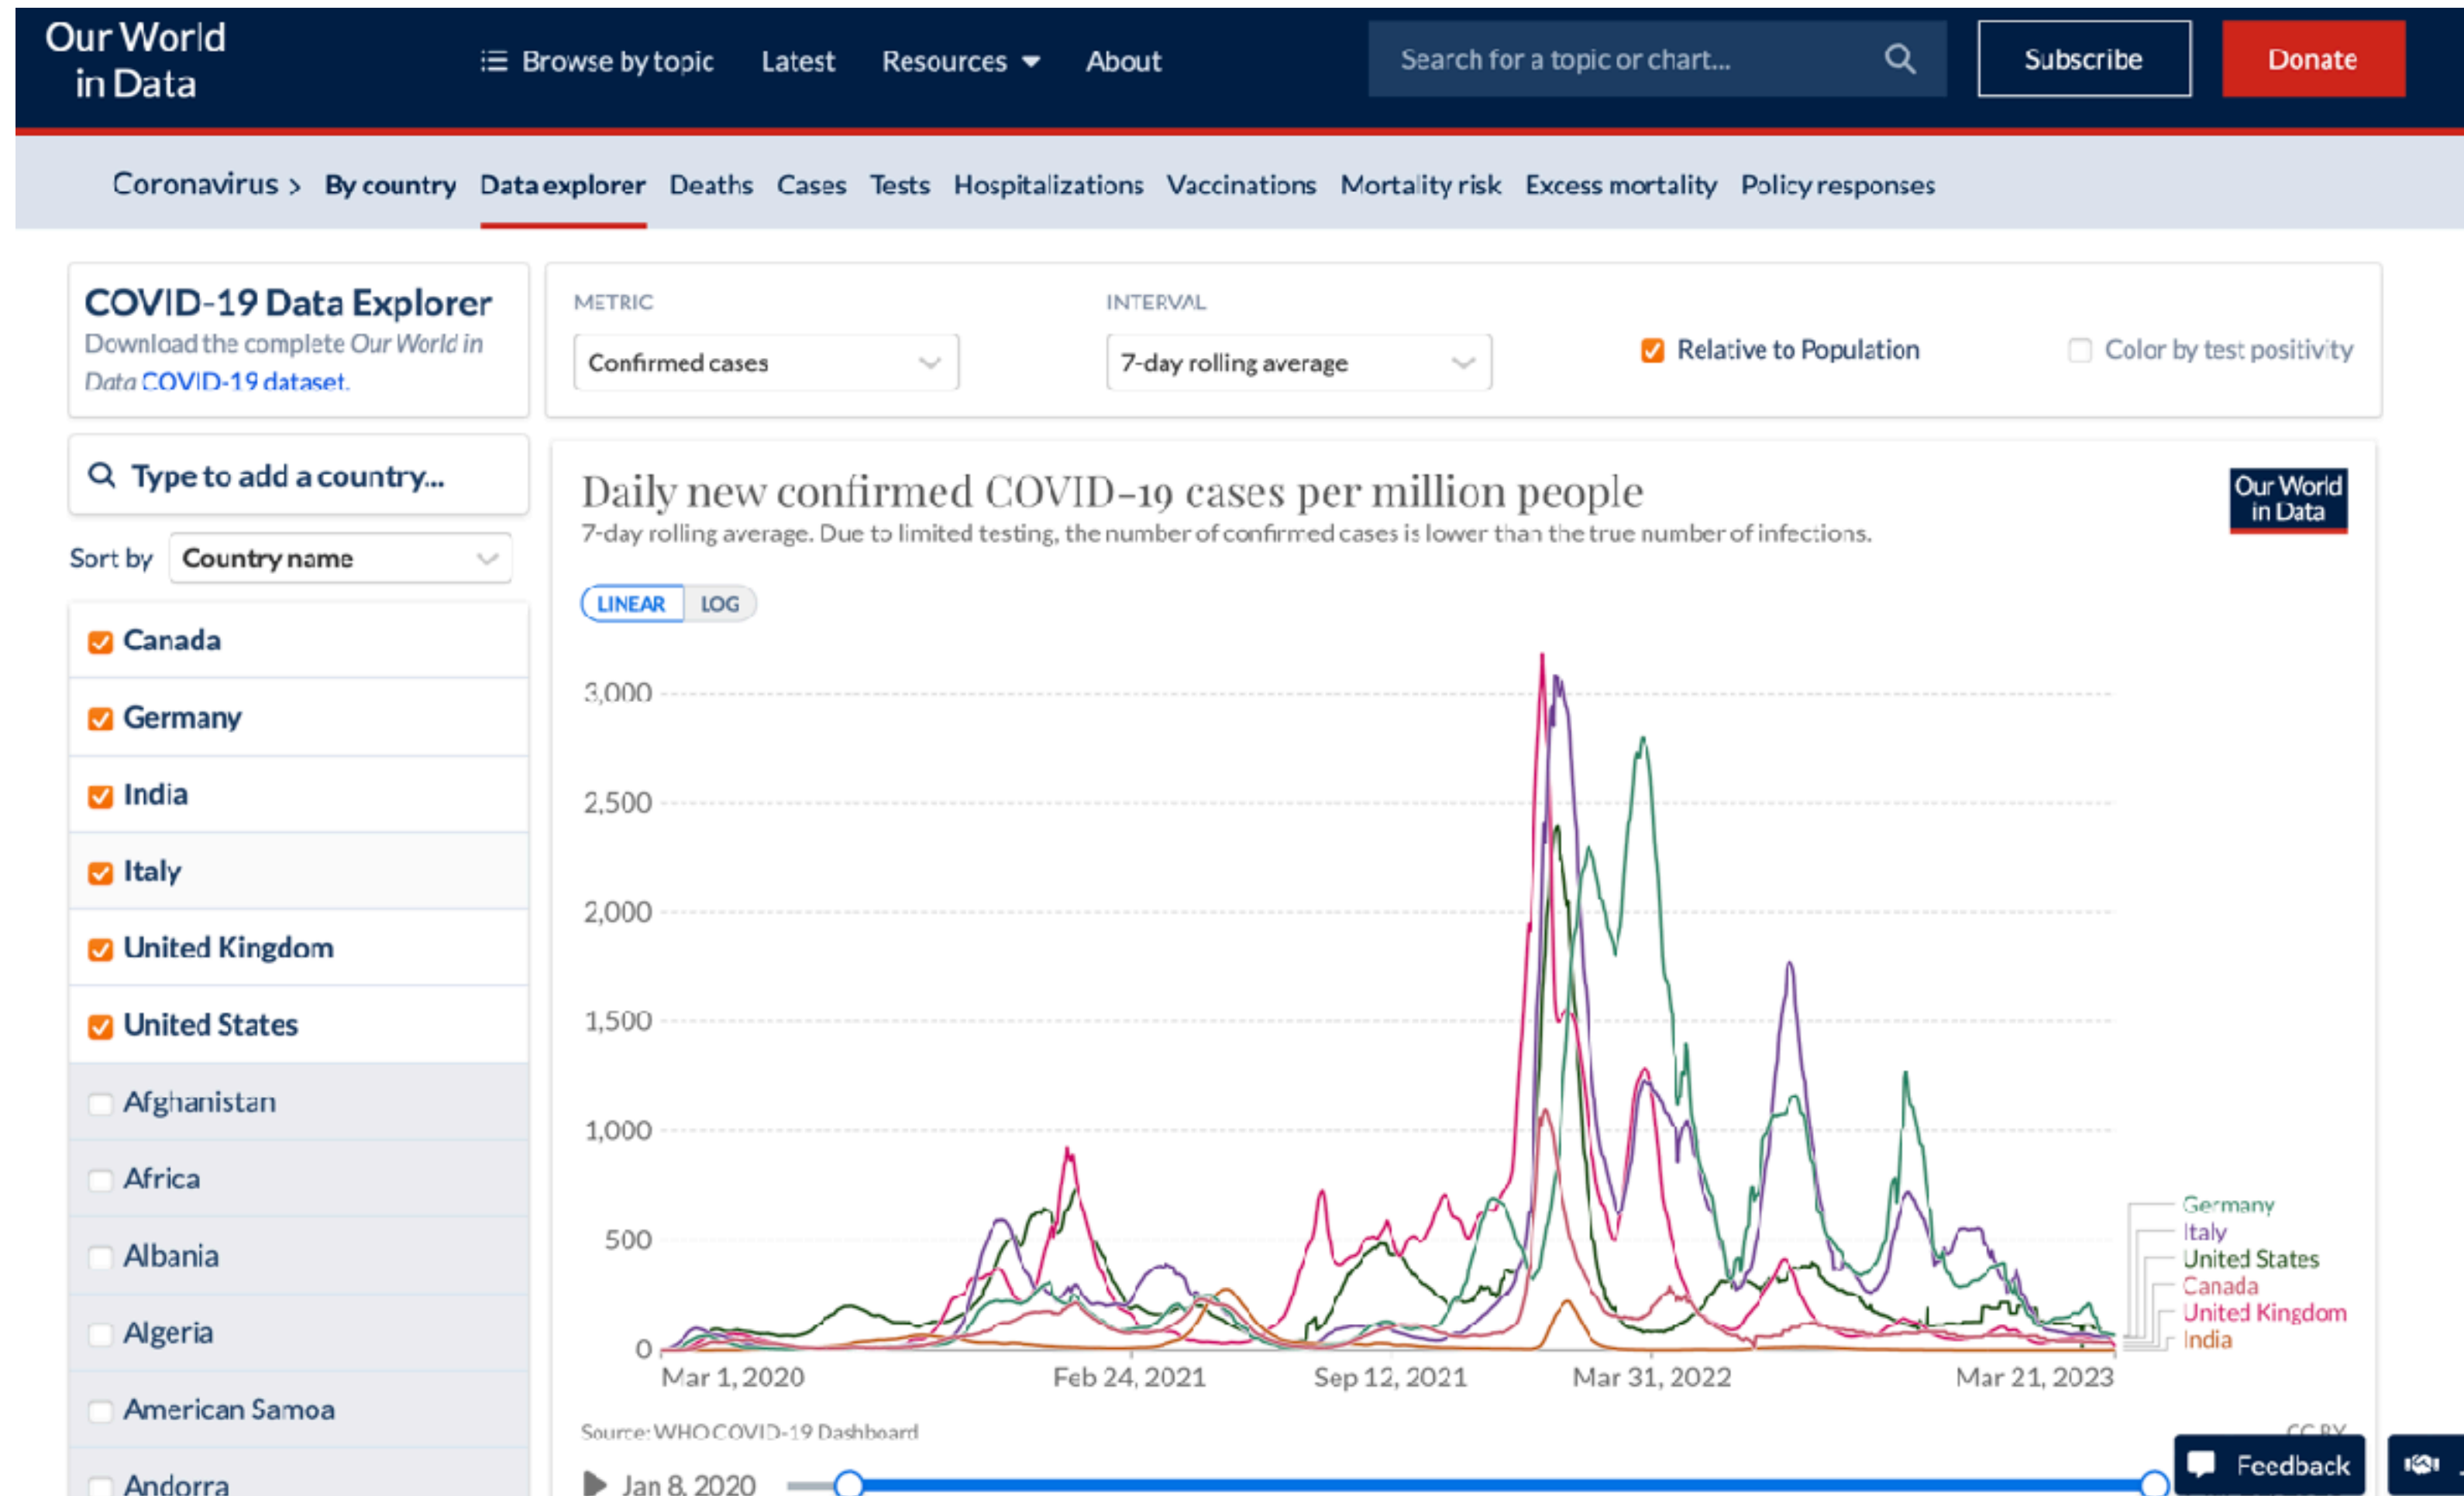 Our World
in Data
Browse by topic Latest Resources About
Search for a topic or chart...
Subscribe
Donate
Coronavirus > By country Data explorer Deaths Cases Tests Hospitalizations Vaccinations Mortality risk Excess mortality Policy responses
COVID-19 Data Explorer
Download the complete Our World in
Data COVID-19 dataset.
METRIC
Confirmed cases
INTERVAL
7-day rolling average
Relative to Population
Color by test positivity
Type to add a country...
Sort by Country name
Canada
Germany
India
Italy
United Kingdom
United States
Afghanistan
Africa
Albania
Algeria
American Samoa
Andorra
Daily new confirmed COVID-19 cases per million people
7-day rolling average. Due to limited testing, the number of confirmed cases is lower than the true number of infections.
Our World
in Data
LINEAR LOG
3,000
2,500
2,000
1,500
1,000
500
0
Mar 1, 2020 Feb 24, 2021 Sep 12, 2021 Mar 31, 2022 Mar 21, 2023
Germany
Italy
United States
Canada
United Kingdom
India
Source: WHO COVID-19 Dashboard
CC BY
Jan 8, 2020
Feedback